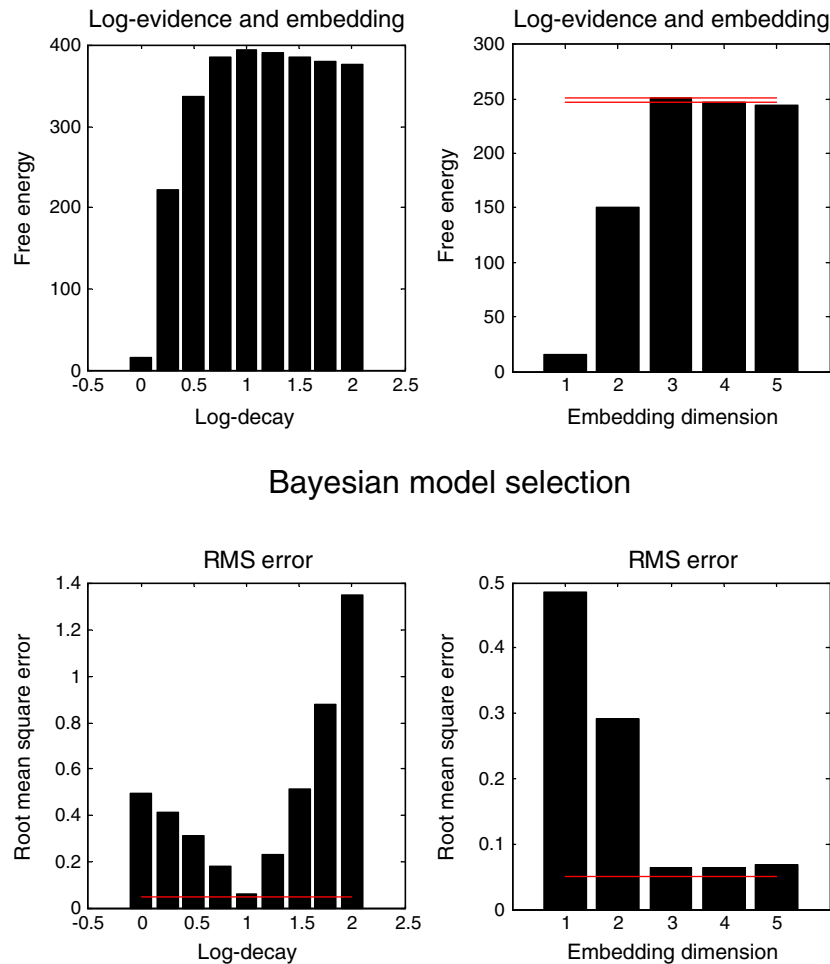 Log-evidence and embedding
Free energy
400
300
200
100
0
-0.5 0 0.5 1 1.5 2 2.5
Log-decay
Log-evidence and embedding
Free energy
300
250
200
150
100
50
0
1 2 3 4 5
Embedding dimension
Bayesian model selection
RMS error
Root mean square error
1.4
1.2
1
0.8
0.6
0.4
0.2
0
-0.5 0 0.5 1 1.5 2 2.5
Log-decay
RMS error
Root mean square error
0.5
0.4
0.3
0.2
0.1
0
1 2 3 4 5
Embedding dimension